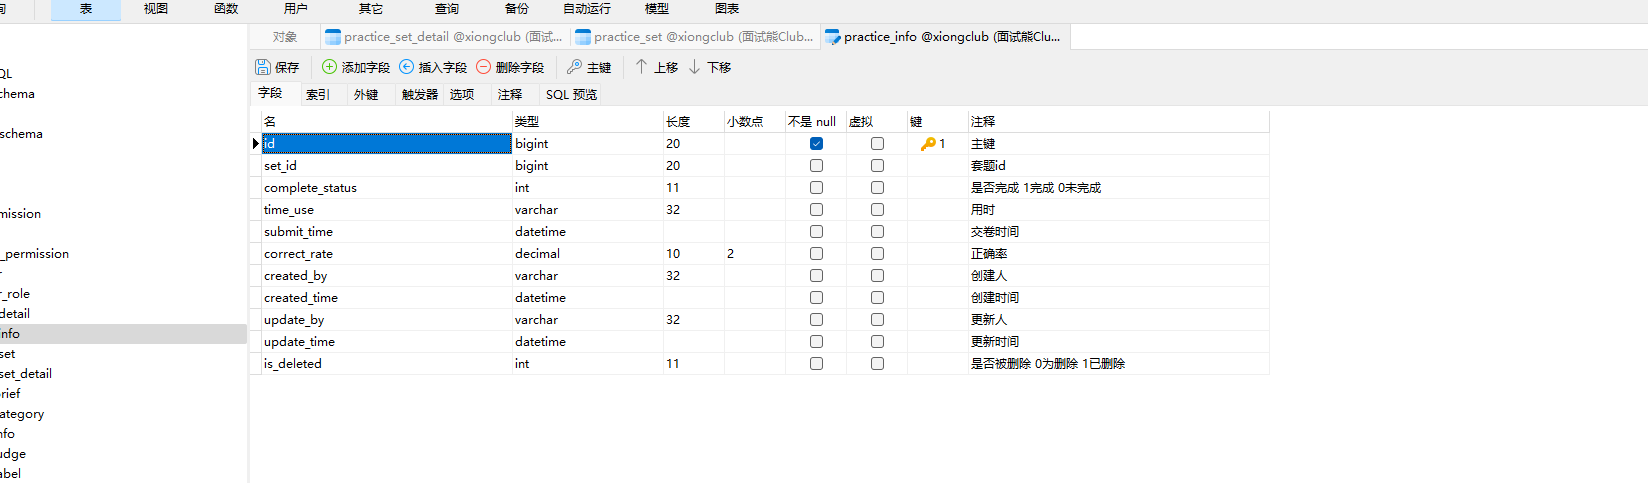 表 视图 函数 用户 其它 查询 备份 自动运行 模型 图表
对象 practice_set_detail @xiongclub (面试... practice_set @xiongclub (面试能Club... practice_info @xiongclub (面试能Clu...
保存 添加字段 插入字段 删除字段 主键 上移 下移
字段 索引 外键 触发器 选项 注释 SQL 预览
名 类型 长度 小数点 不是 null 虚拟 键 注释
id bigint 20 1 主键
set_id bigint 20 套题id
complete_status int 11 是否完成 1完成 0未完成
time_use varchar 32 用时
submit_time datetime 交卷时间
correct_rate decimal 10 2 正确率
created_by varchar 32 创建人
created_time datetime 创建时间
update_by varchar 32 更新人
update_time datetime 更新时间
is_deleted int 11 是否被删除 0为删除 1已删除
QL
chema
schema
mission
_permission
r_role
detail
info
set
set_detail
rief
ategory
nfo
udge
abel